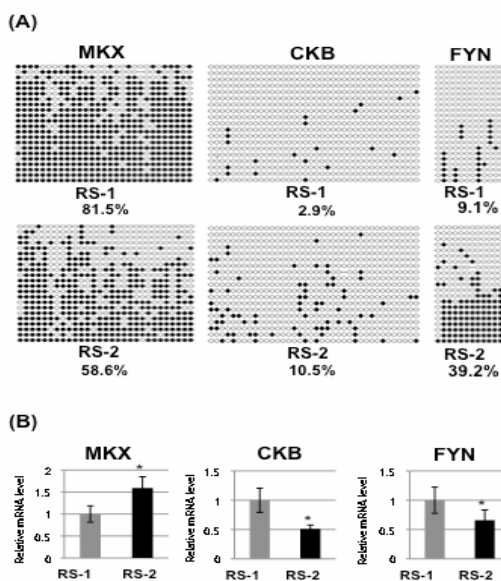 (A)
MKX CKB FYN
RS-1 RS-1 RS-1
81.5% 2.9% 9.1%
RS-2 RS-2 RS-2
58.6% 10.5% 39.2%
(B)
MKX CKB FYN
Relative mRNA level Relative mRNA level Relative mRNA level
2 1.5 1.5
1.5 1 1
1 0.5 0.5
0.5 0 0
0
* * *
RS-1 RS-2 RS-1 RS-2 RS-1 RS-2